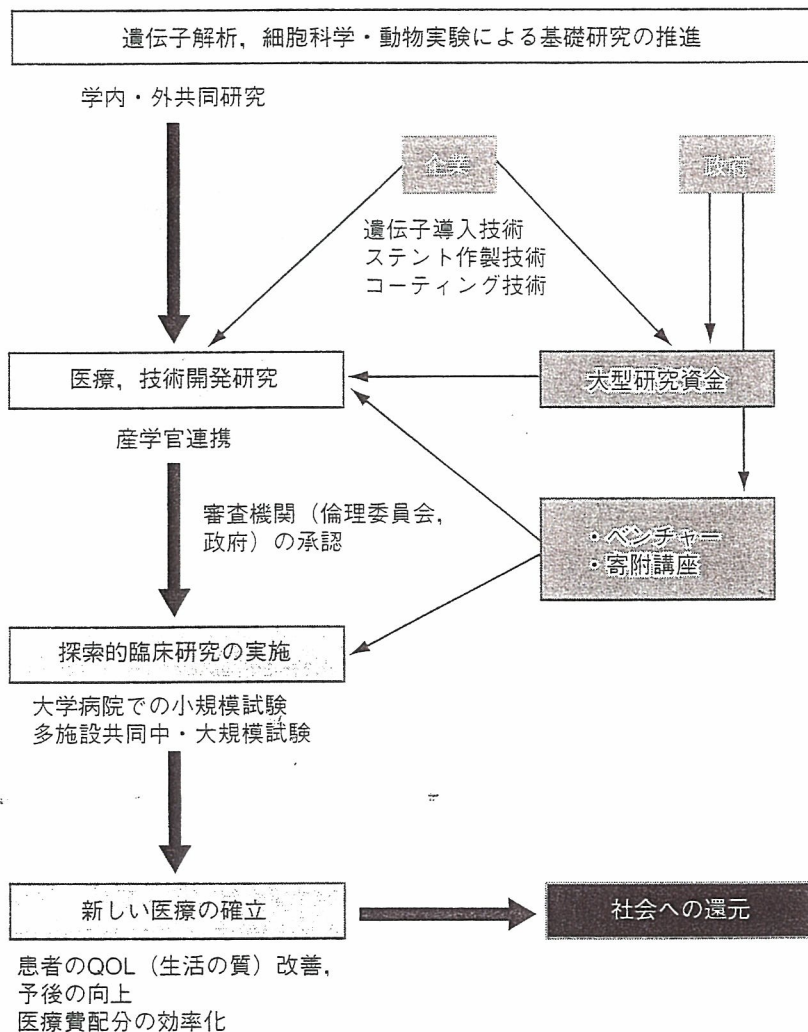 遺伝子解析，細胞科学・動物実験による基礎研究の推進
学内・外共同研究
企業
政府
遺伝子導入技術
ステント作製技術
コーティング技術
医療，技術開発研究
大型研究資金
産学官連携
審査機関（倫理委員会，
政府）の承認
・ベンチャー
・寄附講座
探索的臨床研究の実施
大学病院での小規模試験
多施設共同中・大規模試験
新しい医療の確立
社会への還元
患者のQOL（生活の質）改善，
予後の向上
医療費配分の効率化